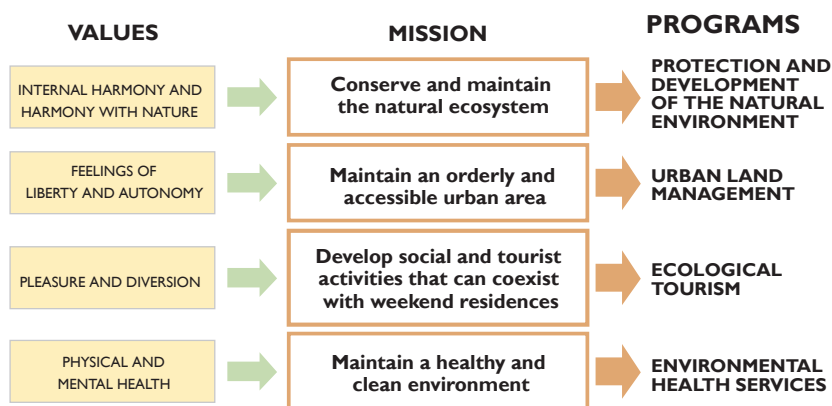 VALUES
MISSION
PROGRAMS
INTERNAL HARMONY AND
HARMONY WITH NATURE
Conserve and maintain
the natural ecosystem
PROTECTION AND
DEVELOPMENT
OF THE NATURAL
ENVIRONMENT
FEELINGS OF
LIBERTY AND AUTONOMY
Maintain an orderly and
accessible urban area
URBAN LAND
MANAGEMENT
PLEASURE AND DIVERSION
Develop social and tourist
activities that can coexist
with weekend residences
ECOLOGICAL
TOURISM
PHYSICAL AND
MENTAL HEALTH
Maintain a healthy and
clean environment
ENVIRONMENTAL
HEALTH SERVICES